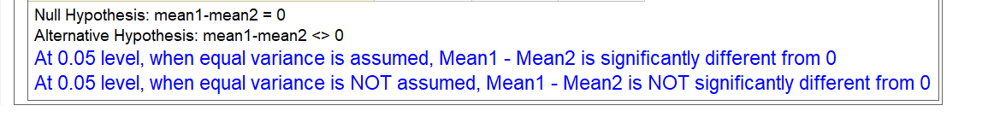 Null Hypothesis: mean1-mean2 = 0
Alternative Hypothesis: mean1-mean2 <> 0
At 0.05 level, when equal variance is assumed, Mean1 - Mean2 is significantly different from 0
At 0.05 level, when equal variance is NOT assumed, Mean1 - Mean2 is NOT significantly different from 0